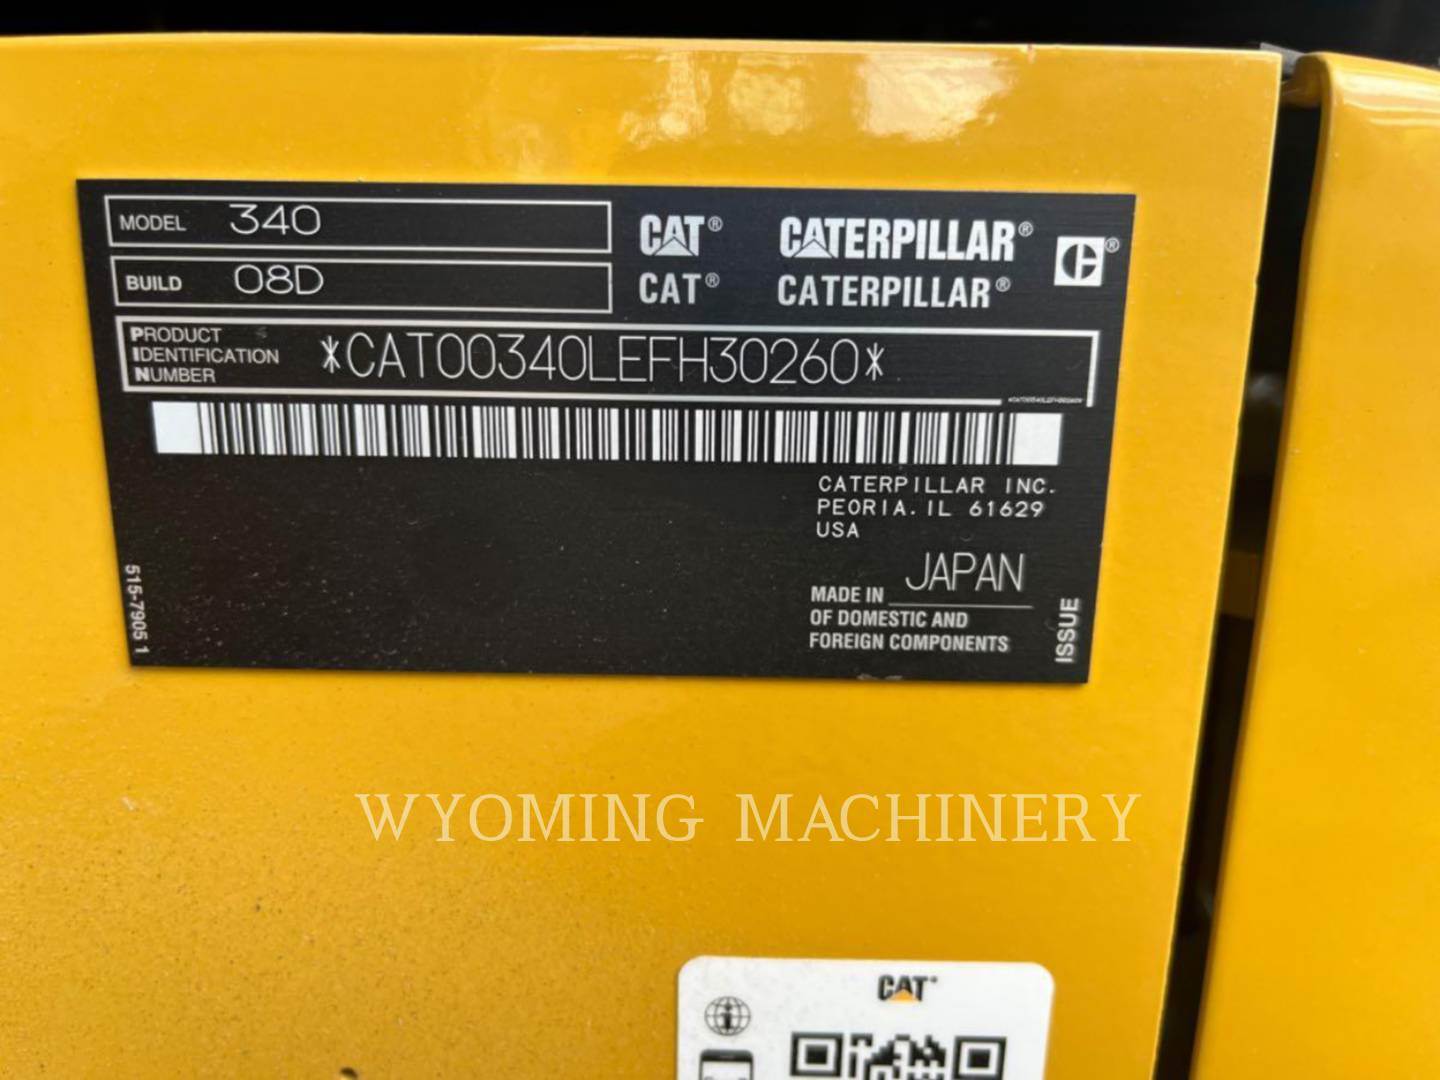 MODEL 340
BUILD 08D
CAT® CATERPILLAR® ®
CAT® CATERPILLAR®
PRODUCT
IDENTIFICATION
NUMBER
*CAT00340LEFH30260*
*CAT00340LEFH30260*
CATERPILLAR INC.
PEORIA, IL 61629
USA
MADE IN JAPAN
OF DOMESTIC AND
FOREIGN COMPONENTS
515-7905 1
ISSUE
WYOMING MACHINERY
CAT